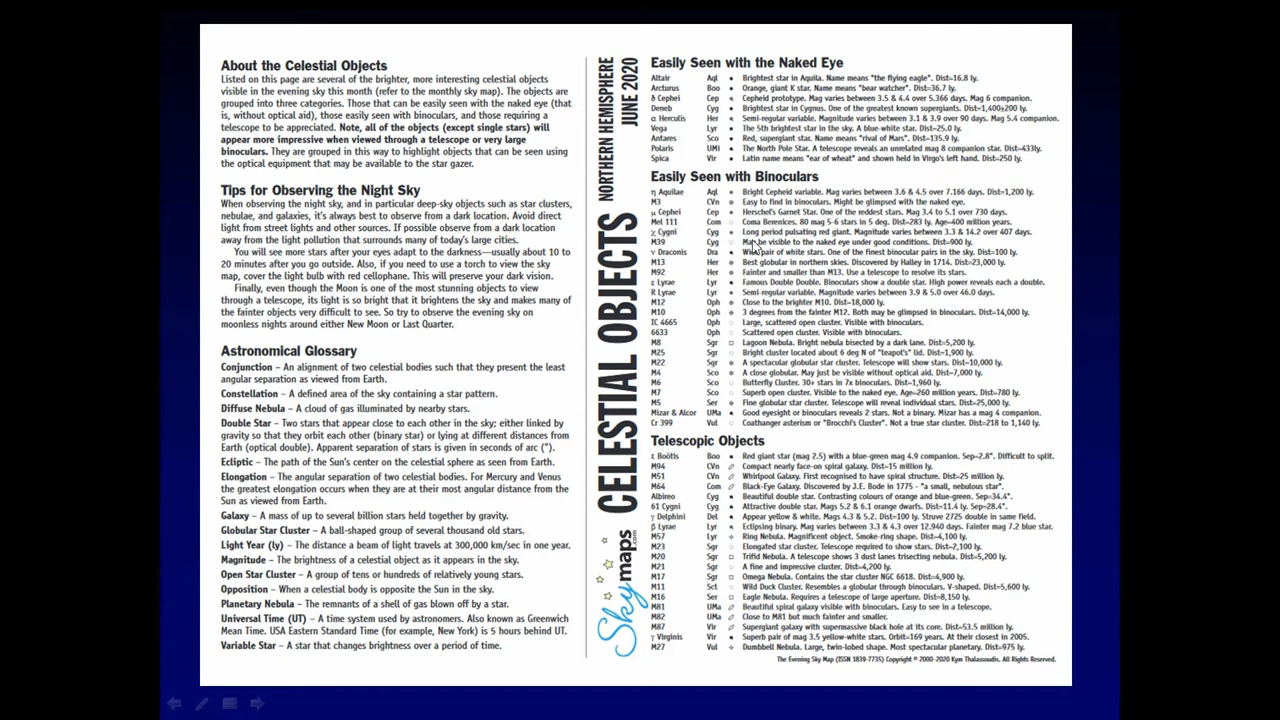 About the Celestial Objects
Listed on this page are several of the brighter, more interesting celestial objects
visible in the evening sky this month (refer to the monthly sky map). The objects are
grouped into three categories. Those that can be easily seen with the naked eye (that
is, without optical aid), those easily seen with binoculars, and those requiring a
telescope to be appreciated. Note, all of the objects (except single stars) will
appear more impressive when viewed through a telescope or very large
binoculars. They are grouped in this way to highlight objects that can be seen using
the optical equipment that may be available to the star gazer.
Tips for Observing the Night Sky
When observing the night sky, and in particular deep-sky objects such as star clusters,
nebulae, and galaxies, it's always best to observe from a dark location. Avoid direct
light from street lights and other sources. If possible observe from a dark location
away from the light pollution that surrounds many of today's large cities.
You will see more stars after your eyes adapt to the darkness—usually about 10 to
20 minutes after you go outside. Also, if you need to use a torch to view the sky
map, cover the light bulb with red cellophane. This will preserve your dark vision.
Finally, even though the Moon is one of the most stunning objects to view
through a telescope, its light is so bright that it brightens the sky and makes many of
the fainter objects very difficult to see. So try to observe the evening sky on
moonless nights around either New Moon or Last Quarter.
Astronomical Glossary
Conjunction – An alignment of two celestial bodies such that they present the least
angular separation as viewed from Earth.
Constellation – A defined area of the sky containing a star pattern.
Diffuse Nebula – A cloud of gas illuminated by nearby stars.
Double Star – Two stars that appear close to each other in the sky; either linked by
gravity so that they orbit each other (binary star) or lying at different distances from
Earth (optical double). Apparent separation of stars is given in seconds of arc (").
Ecliptic – The path of the Sun's center on the celestial sphere as seen from Earth.
Elongation – The angular separation of two celestial bodies. For Mercury and Venus
the greatest elongation occurs when they are at their most angular distance from the
Sun as viewed from Earth.
Galaxy – A mass of up to several billion stars held together by gravity.
Globular Star Cluster – A ball-shaped group of several thousand old stars.
Light Year (ly) – The distance a beam of light travels at 300,000 km/sec in one year.
Magnitude – The brightness of a celestial object as it appears in the sky.
Open Star Cluster – A group of tens or hundreds of relatively young stars.
Opposition – When a celestial body is opposite the Sun in the sky.
Planetary Nebula – The remnants of a shell of gas blown off by a star.
Universal Time (UT) – A time system used by astronomers. Also known as Greenwich
Mean Time. USA Eastern Standard Time (for example, New York) is 5 hours behind UT.
Variable Star – A star that changes brightness over a period of time.
NORTHERN HEMISPHERE
JUNE 2020
CELESTIAL OBJECTS
Skymaps.com
Easily Seen with the Naked Eye
Altair Aql Brightest star in Aquila. Name means "the flying eagle". Dist=16.8 ly.
Arcturus Boo Orange, giant K star. Name means "bear watcher". Dist=36.7 ly.
δ Cephei Cep Cepheid prototype. Mag varies between 3.5 & 4.4 over 5.366 days. Mag 6 companion.
Deneb Cyg Brightest star in Cygnus. One of the greatest known supergiants. Dist=1,400±200 ly.
α Herculis Her Semi-regular variable. Magnitude varies between 3.1 & 3.9 over 90 days. Mag 5.4 companion.
Vega Lyr The 5th brightest star in the sky. A blue-white star. Dist=25.0 ly.
Antares Sco Red, supergiant star. Name means "rival of Mars". Dist=135.9 ly.
Polaris UMi The North Pole Star. A telescope reveals an unrelated mag 8 companion star. Dist=433ly.
Spica Vir Latin name means "ear of wheat" and shown held in Virgo's left hand. Dist=250 ly.
Easily Seen with Binoculars
η Aquilae Aql Bright Cepheid variable. Mag varies between 3.6 & 4.5 over 7.166 days. Dist=1,200 ly.
M3 CVn Easy to find in binoculars. Might be glimpsed with the naked eye.
μ Cephei Cep Herschel's Garnet Star. One of the reddest stars. Mag 3.4 to 5.1 over 730 days.
Mel 111 Com Coma Berenices. 80 mag 5-6 stars in 5 deg. Dist=283 ly. Age=400 million years.
χ Cygni Cyg Long period pulsating red giant. Magnitude varies between 3.3 & 14.2 over 407 days.
M39 Cyg May be visible to the naked eye under good conditions. Dist=900 ly.
ν Draconis Dra Wide pair of white stars. One of the finest binocular pairs in the sky. Dist=100 ly.
M13 Her Best globular in northern skies. Discovered by Halley in 1714. Dist=23,000 ly.
M92 Her Fainter and smaller than M13. Use a telescope to resolve its stars.
ε Lyrae Lyr Famous Double Double. Binoculars show a double star. High power reveals each a double.
R Lyrae Lyr Semi-regular variable. Magnitude varies between 3.9 & 5.0 over 46.0 days.
M12 Oph Close to the brighter M10. Dist=18,000 ly.
M10 Oph 3 degrees from the fainter M12. Both may be glimpsed in binoculars. Dist=14,000 ly.
IC 4665 Oph Large, scattered open cluster. Visible with binoculars.
6633 Oph Scattered open cluster. Visible with binoculars.
M8 Sgr Lagoon Nebula. Bright nebula bisected by a dark lane. Dist=5,200 ly.
M25 Sgr Bright cluster located about 6 deg N of "teapot's" lid. Dist=1,900 ly.
M22 Sgr A spectacular globular star cluster. Telescope will show stars. Dist=10,000 ly.
M4 Sco A close globular. May just be visible without optical aid. Dist=7,000 ly.
M6 Sco Butterfly Cluster. 30+ stars in 7x binoculars. Dist=1,960 ly.
M7 Sco Superb open cluster. Visible to the naked eye. Age=260 million years. Dist=780 ly.
M5 Ser Fine globular star cluster. Telescope will reveal individual stars. Dist=25,000 ly.
Mizar & Alcor UMa Good eyesight or binoculars reveals 2 stars. Not a binary. Mizar has a mag 4 companion.
Cr 399 Vul Coathanger asterism or "Brocchi's Cluster". Not a true star cluster. Dist=218 to 1,140 ly.
Telescopic Objects
ε Boötis Boo Red giant star (mag 2.5) with a blue-green mag 4.9 companion. Sep=2.8". Difficult to split.
M94 CVn Compact nearly face-on spiral galaxy. Dist=15 million ly.
M51 CVn Whirlpool Galaxy. First recognised to have spiral structure. Dist=25 million ly.
M64 Com Black-Eye Galaxy. Discovered by J.E. Bode in 1775 - "a small, nebulous star".
Albireo Cyg Beautiful double star. Contrasting colours of orange and blue-green. Sep=34.4".
61 Cygni Cyg Attractive double star. Mags 5.2 & 6.1 orange dwarfs. Dist=11.4 ly. Sep=28.4".
γ Delphini Del Appear yellow & white. Mags 4.3 & 5.2. Dist=100 ly. Struve 2725 double in same field.
β Lyrae Lyr Eclipsing binary. Mag varies between 3.3 & 4.3 over 12.940 days. Fainter mag 7.2 blue star.
M57 Lyr Ring Nebula. Magnificent object. Smoke-ring shape. Dist=4,100 ly.
M23 Sgr Elongated star cluster. Telescope required to show stars. Dist=2,100 ly.
M20 Sgr Trifid Nebula. A telescope shows 3 dust lanes trisecting nebula. Dist=5,200 ly.
M21 Sgr A fine and impressive cluster. Dist=4,200 ly.
M17 Sgr Omega Nebula. Contains the star cluster NGC 6618. Dist=4,900 ly.
M11 Sct Wild Duck Cluster. Resembles a globular through binoculars. V-shaped. Dist=5,600 ly.
M16 Ser Eagle Nebula. Requires a telescope of large aperture. Dist=8,150 ly.
M81 UMa Beautiful spiral galaxy visible with binoculars. Easy to see in a telescope.
M82 UMa Close to M81 but much fainter and smaller.
M87 Vir Supergiant galaxy with supermassive black hole at its core. Dist=53.5 million ly.
γ Virginis Vir Superb pair of mag 3.5 yellow-white stars. Orbit=169 years. At their closest in 2005.
M27 Vul Dumbbell Nebula. Large, twin-lobed shape. Most spectacular planetary. Dist=975 ly.
The Evening Sky Map (ISSN 1839-7735) Copyright © 2000–2020 Kym Thalassoudis. All Rights Reserved.